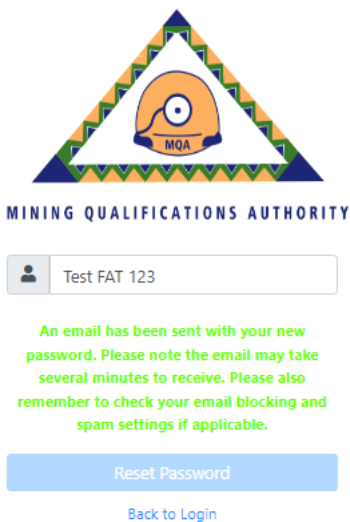 MQA
MINING QUALIFICATIONS AUTHORITY
Test FAT 123
An email has been sent with your new
password. Please note the email may take
several minutes to receive. Please also
remember to check your email blocking and
spam settings if applicable.
Reset Password
Back to Login